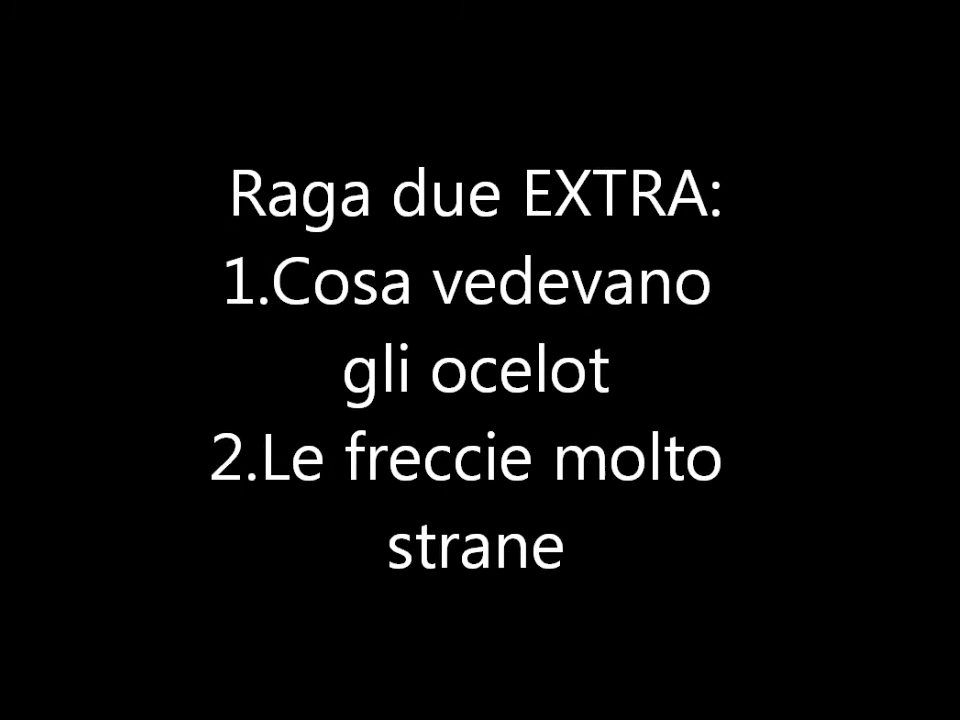 Raga due EXTRA:
1.Cosa vedevano
gli ocelot
2.Le freccie molto
strane